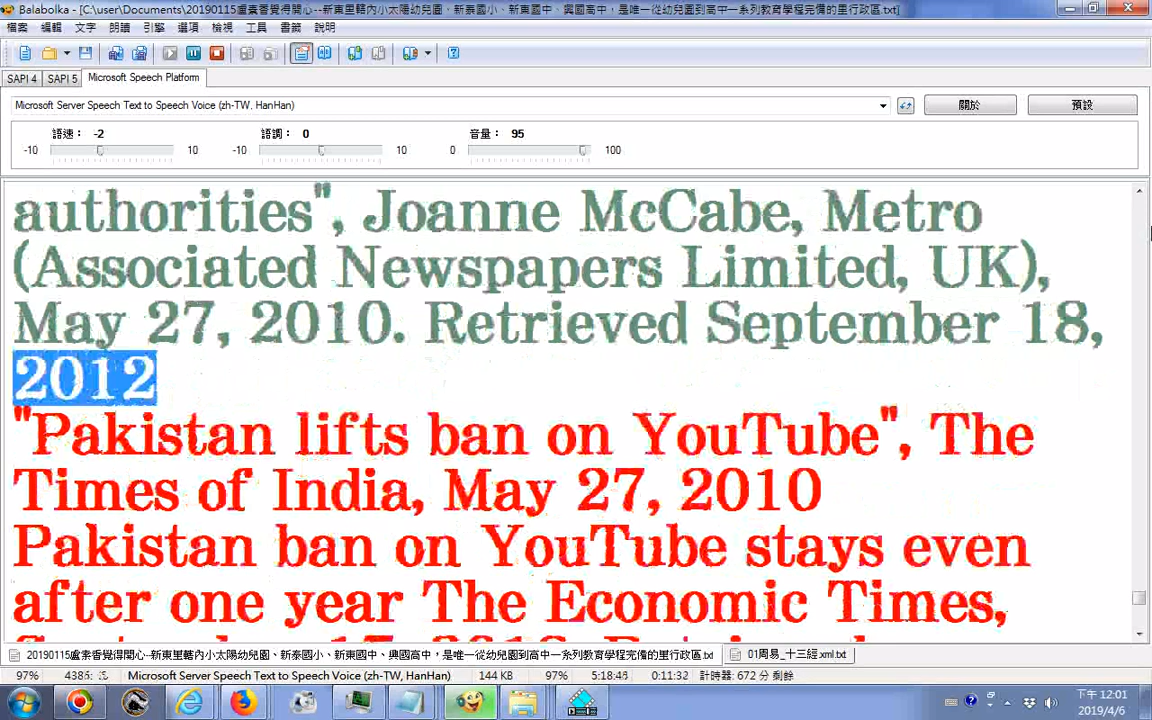 Balabolka - [C:\user\Documents\20190115盧素香覺得開心--新東里轄內小太陽幼兒園、新泰國小、新東國中、興國高中，是唯一從幼兒園到高中一系列教育學程完備的里行政區.txt]
檔案 編輯 文字 朗讀 引擎 選項 檢視 工具 書籤 說明
SAPI 4 SAPI 5 Microsoft Speech Platform
Microsoft Server Speech Text to Speech Voice (zh-TW, HanHan) 關於 預設
語速： -2 語調： 0 音量： 95
-10 10 -10 10 0 100
authorities", Joanne McCabe, Metro
(Associated Newspapers Limited, UK),
May 27, 2010. Retrieved September 18,
2012
"Pakistan lifts ban on YouTube", The
Times of India, May 27, 2010
Pakistan ban on YouTube stays even
after one year The Economic Times,
20190115盧素香覺得開心--新東里轄內小太陽幼兒園、新泰國小、新東國中、興國高中，是唯一從幼兒園到高中一系列教育學程完備的里行政區.txt 01周易_十三經.xml.txt
97% Microsoft Server Speech Text to Speech Voice (zh-TW, HanHan) 144 KB 97% 5:18:45 0:11:32 計時器: 672 分 剩餘
下午 12:01
2019/4/6